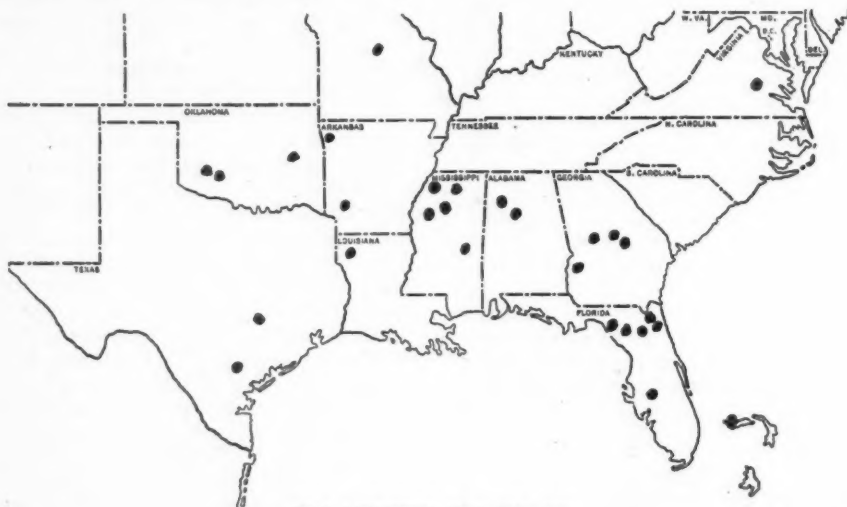 W. VA.
MD.
D.C.
DEL.
VIRGINIA
KENTUCKY
OKLAHOMA
ARKANSAS
TENNESSEE
N. CAROLINA
MISSISSIPPI
ALABAMA
GEORGIA
S. CAROLINA
LOUISIANA
TEXAS
FLORIDA